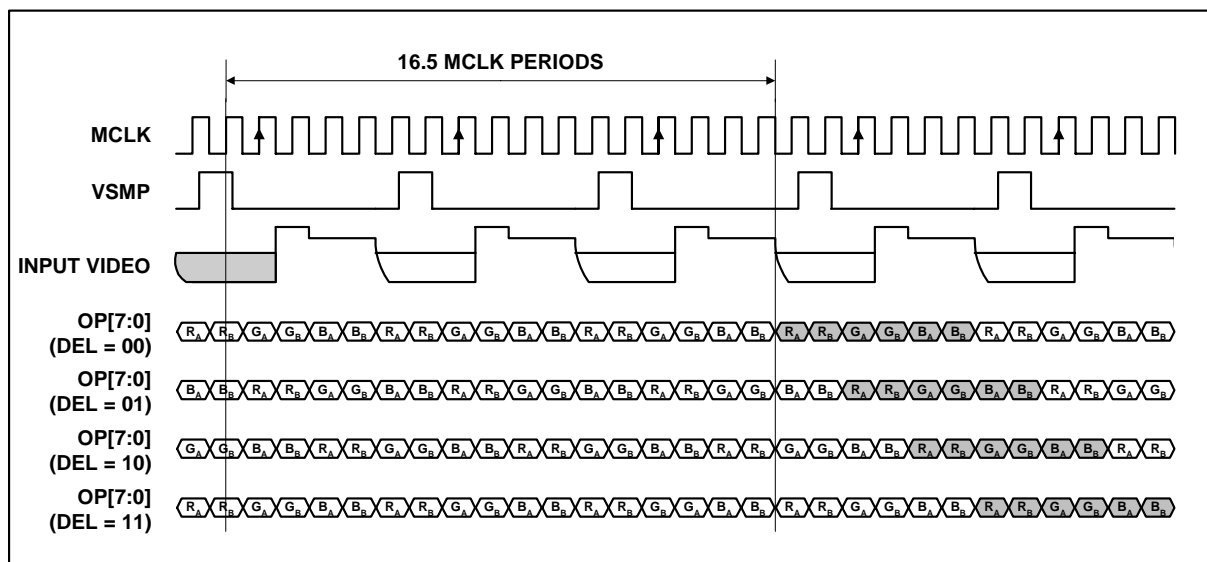 16.5 MCLK PERIODS
MCLK
VSMP
INPUT VIDEO
OP[7:0]
(DEL = 00)
RA RB GA GB BA BB RA RB GA GB BA BB RA RB GA GB BA BB RA RB GA GB BA BB RA RB GA GB BA BB
OP[7:0]
(DEL = 01)
BA BB RA RB GA GB BA BB RA RB GA GB BA BB RA RB GA GB BA BB RA RB GA GB BA BB RA RB GA GB
OP[7:0]
(DEL = 10)
GA GB BA BB RA RB GA GB BA BB RA RB GA GB BA BB RA RB GA GB BA BB RA RB GA GB BA BB RA RB
OP[7:0]
(DEL = 11)
RA RB GA GB BA BB RA RB GA GB BA BB RA RB GB GA BA BB RA RB GA GB BA BB RA RB GA GB BA BB